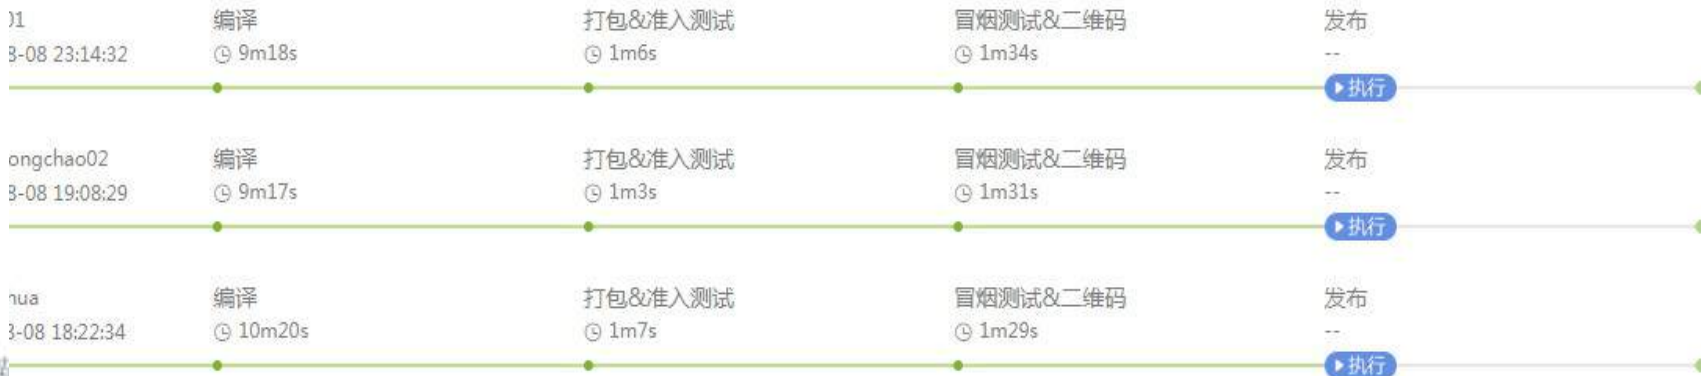 01 编译 打包&准入测试 冒烟测试&二维码 发布
8-08 23:14:32 9m18s 1m6s 1m34s --
执行
ongchao02 编译 打包&准入测试 冒烟测试&二维码 发布
8-08 19:08:29 9m17s 1m3s 1m31s --
执行
hua 编译 打包&准入测试 冒烟测试&二维码 发布
8-08 18:22:34 10m20s 1m7s 1m29s --
执行